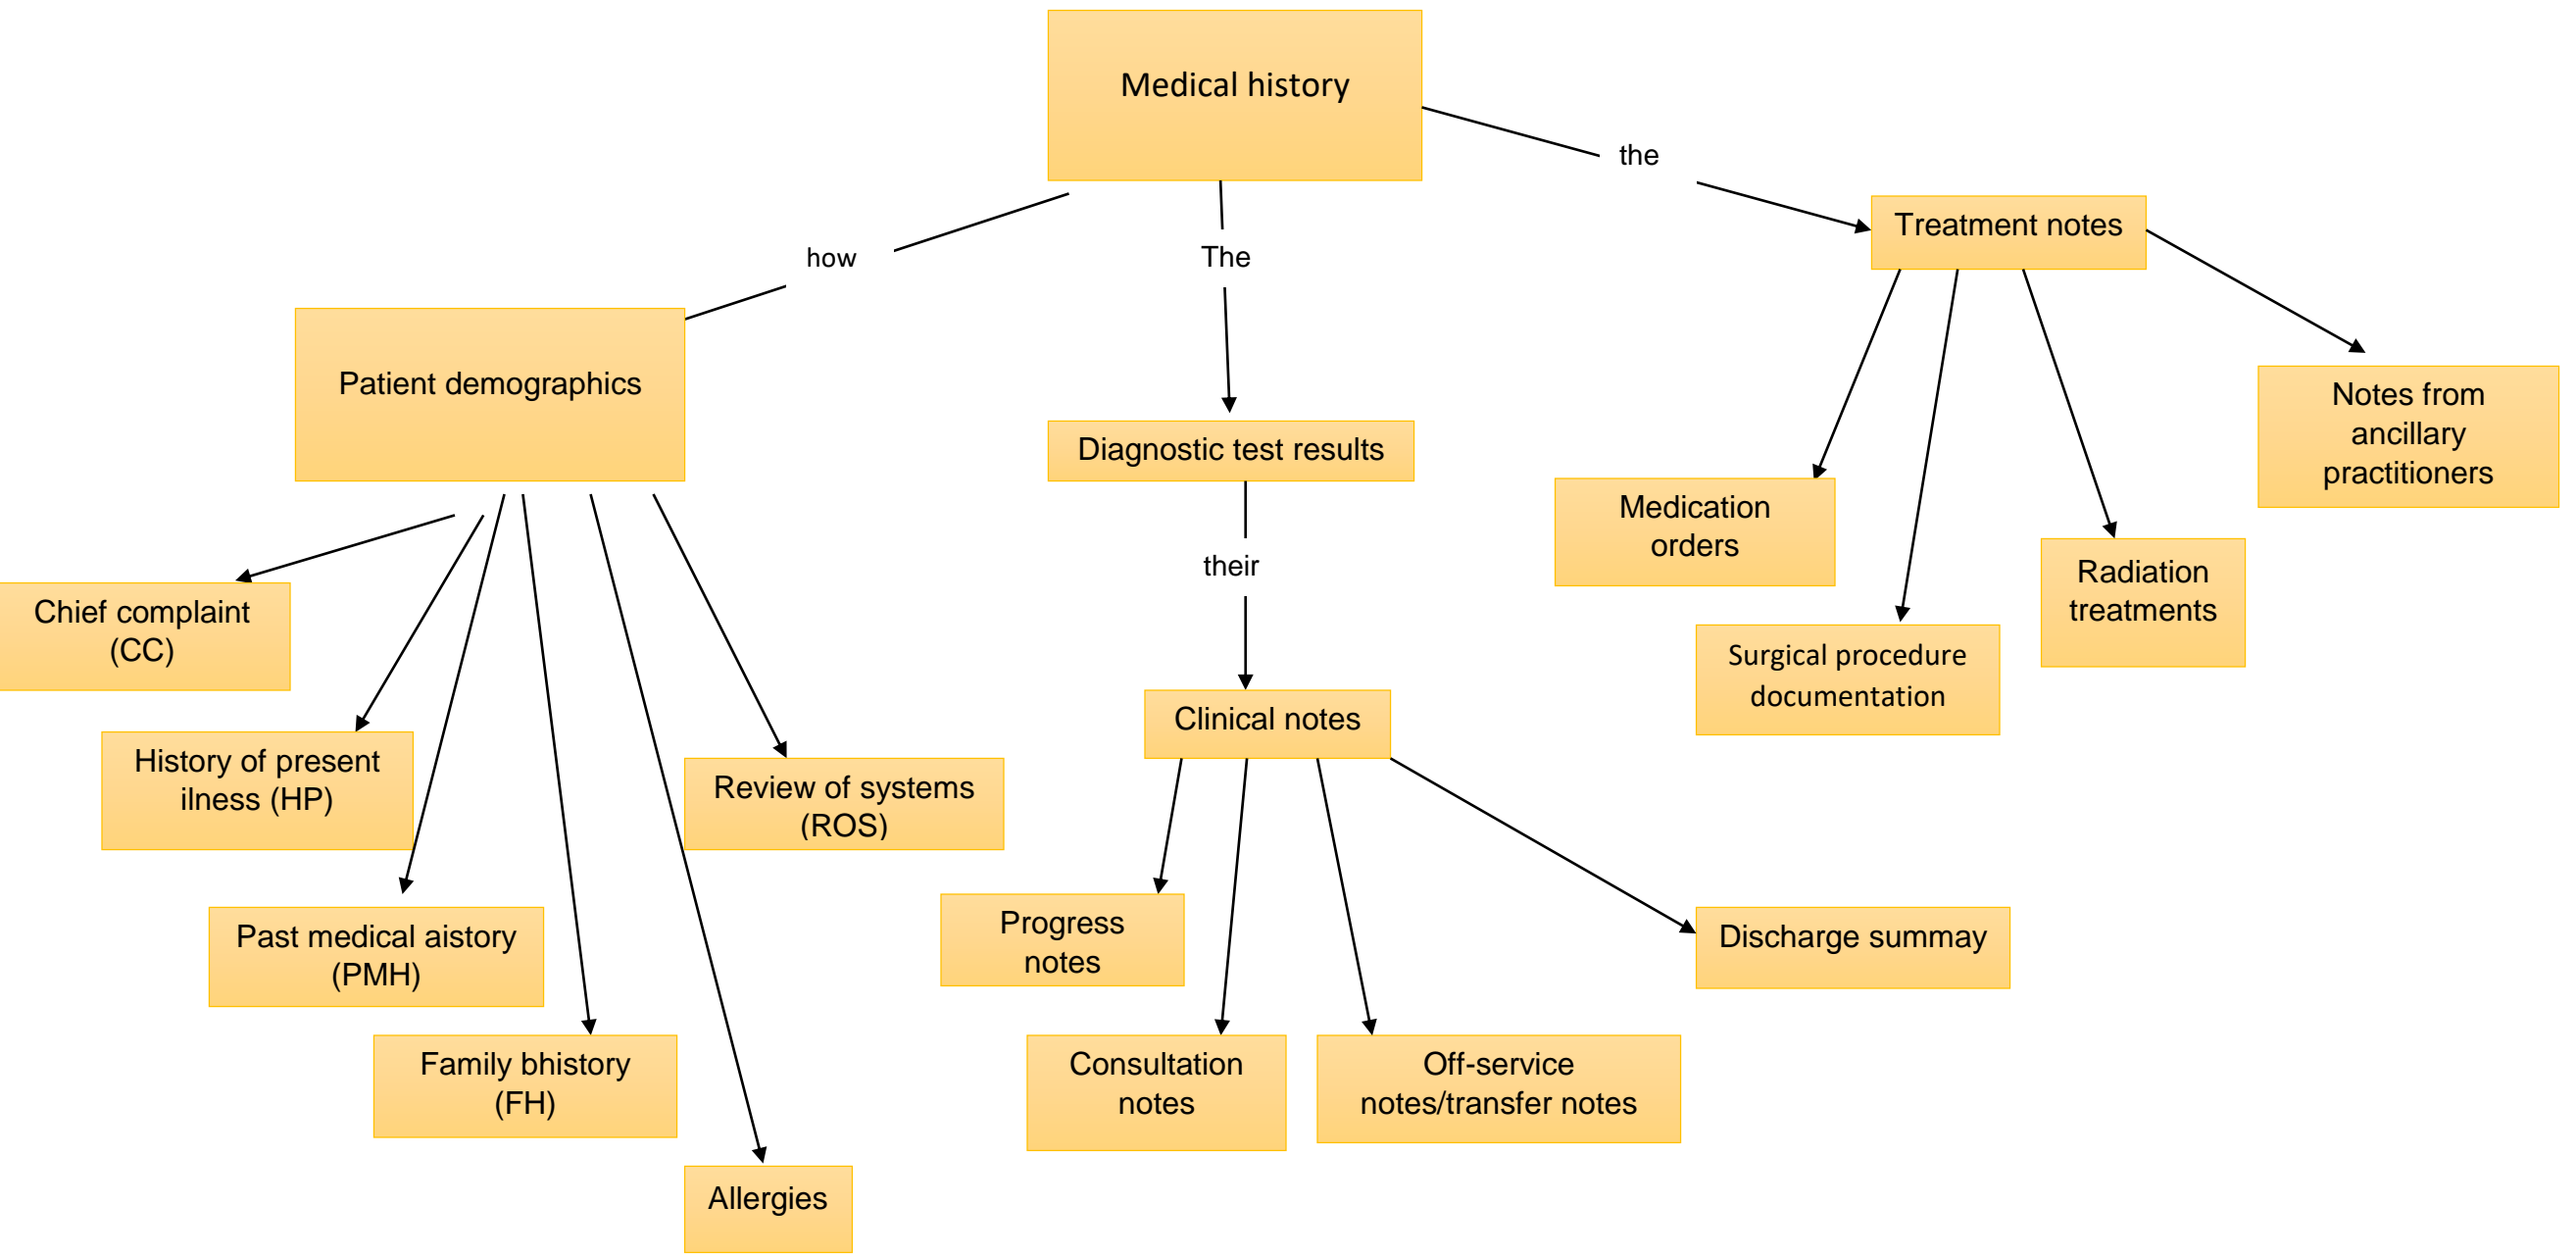 Medical history
the
Treatment notes
how
The
Patient demographics
Diagnostic test results
Notes from
ancillary
practitioners
Medication
orders
their
Radiation
treatments
Chief complaint
(CC)
Surgical procedure
documentation
Clinical notes
History of present
ilness (HP)
Review of systems
(ROS)
Past medical aistory
(PMH)
Progress
notes
Discharge summay
Family bhistory
(FH)
Consultation
notes
Off-service
notes/transfer notes
Allergies